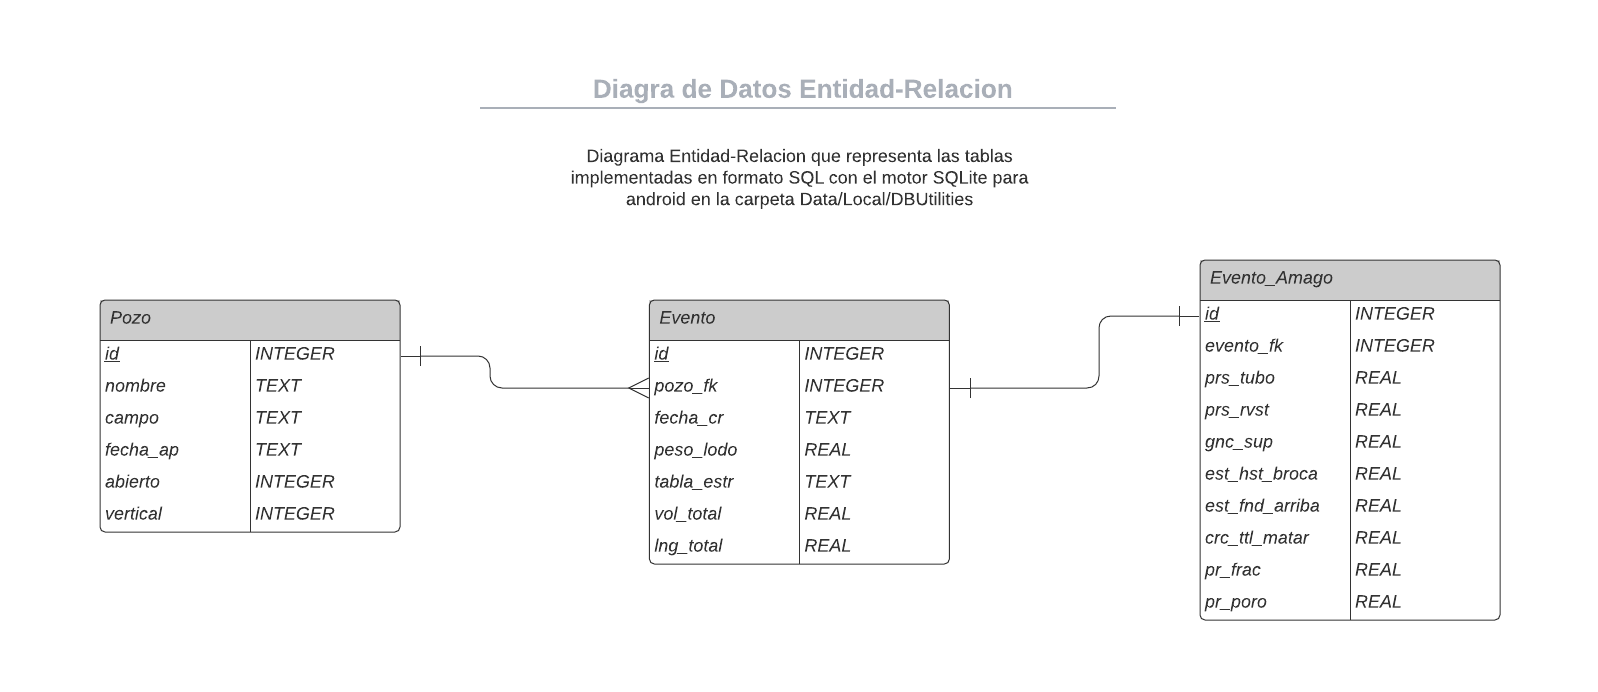 Diagra de Datos Entidad-Relacion
Diagrama Entidad-Relacion que representa las tablas
implementadas en formato SQL con el motor SQLite para
android en la carpeta Data/Local/DBUtilities
Pozo
id INTEGER
nombre TEXT
campo TEXT
fecha_ap TEXT
abierto INTEGER
vertical INTEGER
Evento
id INTEGER
pozo_fk INTEGER
fecha_cr TEXT
peso_lodo REAL
tabla_estr TEXT
vol_total REAL
lng_total REAL
Evento_Amago
id INTEGER
evento_fk INTEGER
prs_tubo REAL
prs_rvst REAL
gnc_sup REAL
est_hst_broca REAL
est_fnd_arriba REAL
crc_ttl_matar REAL
pr_frac REAL
pr_poro REAL